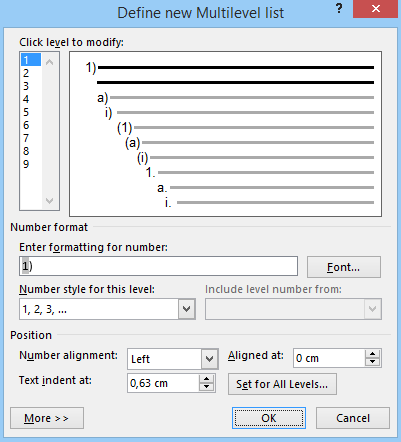 Define new Multilevel list
?
Click level to modify:
1
2
3
4
5
6
7
8
9
1)
a)
i)
(1)
(a)
(i)
1.
a.
i.
Number format
Enter formatting for number:
1)
Font...
Number style for this level:
Include level number from:
1, 2, 3, ...
Position
Number alignment:
Left
Aligned at:
0 cm
Text indent at:
0,63 cm
Set for All Levels...
More >>
OK
Cancel